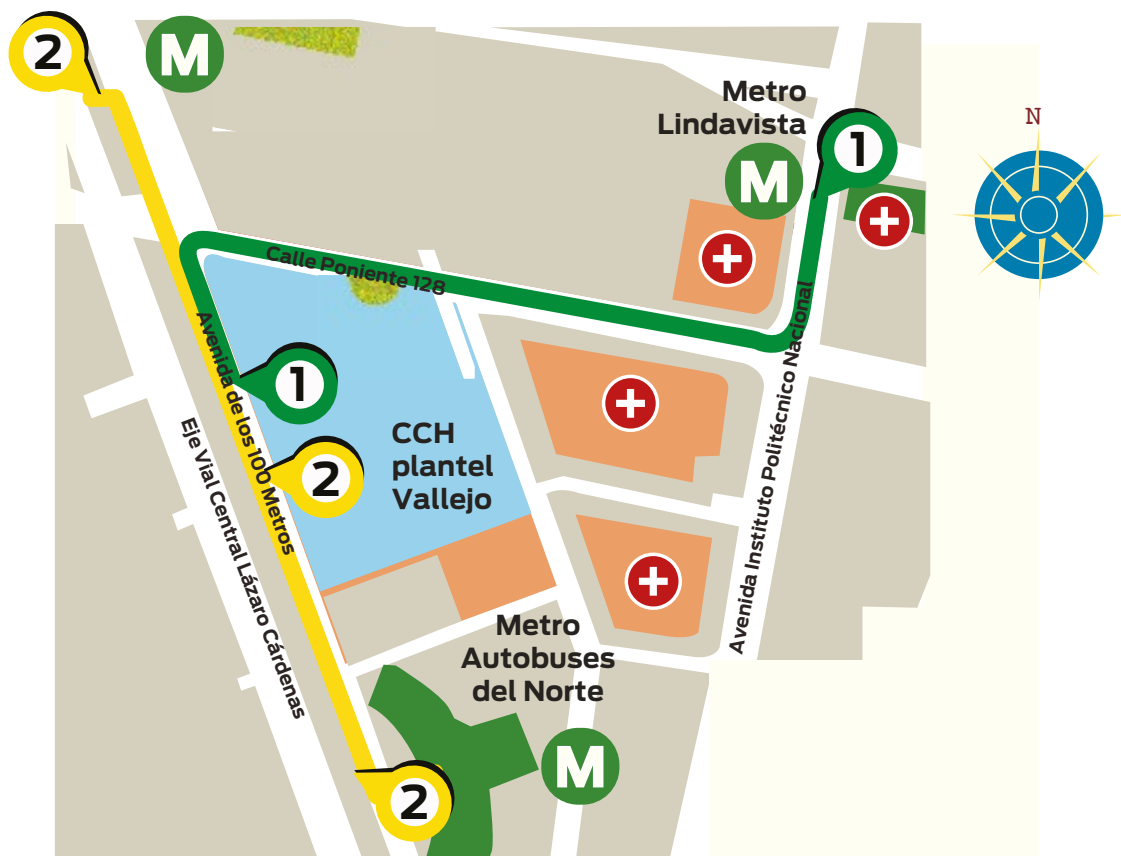 2
M
N
Metro
Lindavista
1
M
Calle Poniente 128
Avenida de los 100 Metros
1
Avenida Instituto Politécnico Nacional
CCH
plantel
Vallejo
2
Eje Vial Central Lázaro Cárdenas
Metro
Autobuses
del Norte
M
2